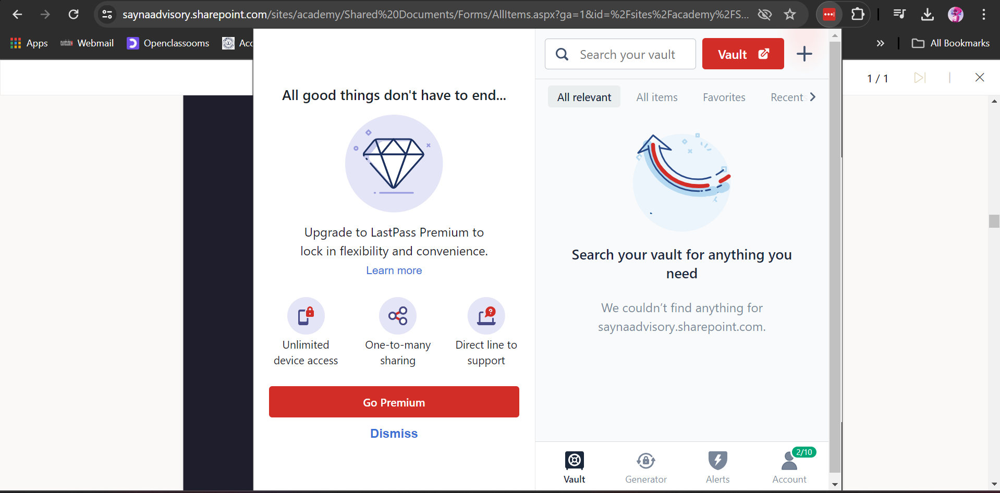 saynaadvisory.sharepoint.com/sites/academy/Shared%20Documents/Forms/AllItems.aspx?ga=1&id=%2Fsites%2Facademy%2FS...
Apps
Webmail
Openclassooms
Acc
All Bookmarks
1 / 1
All good things don't have to end...
Upgrade to LastPass Premium to
lock in flexibility and convenience.
Learn more
Unlimited
device access
One-to-many
sharing
Direct line to
support
Go Premium
Dismiss
Search your vault
Vault
All relevant
All items
Favorites
Recents
Search your vault for anything you
need
We couldn’t find anything for
saynaadvisory.sharepoint.com.
Vault
Generator
Alerts
2/10
Account